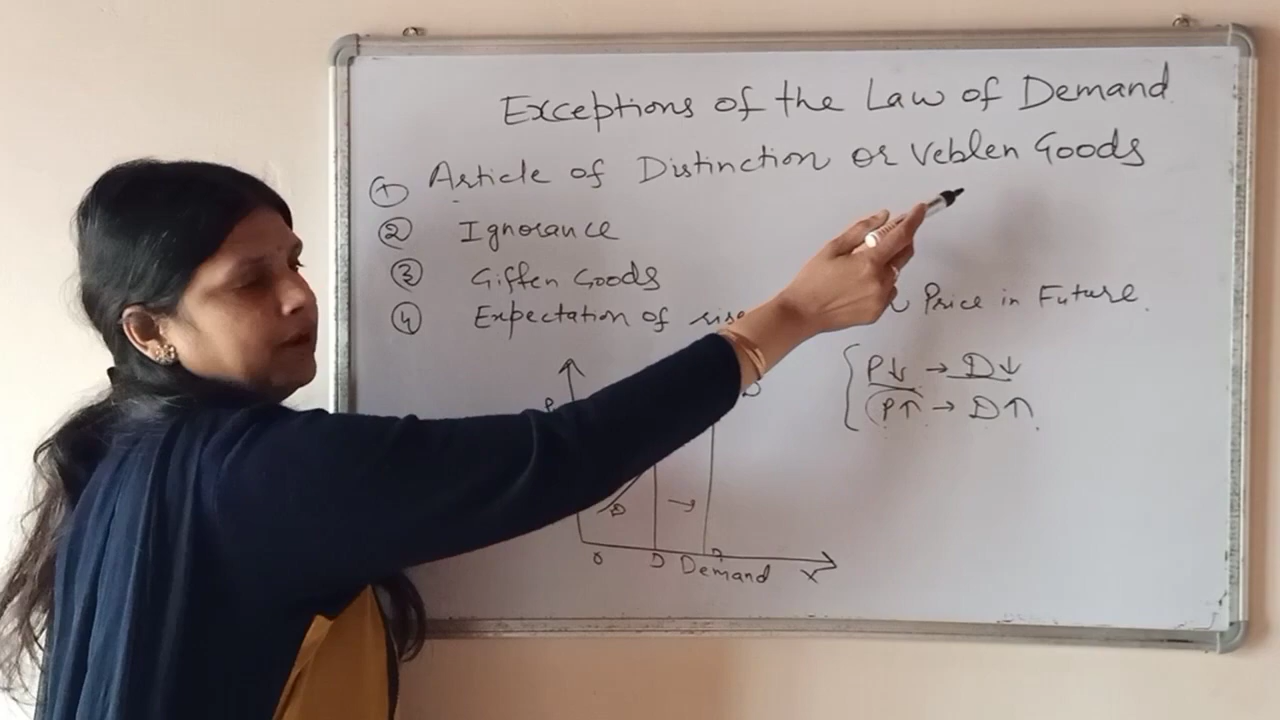 Exceptions of the Law of Demand
① Article of Distinction or Veblen Goods
② Ignorance
③ Giffen Goods
④ Expectation of rise Price in Future.
P↓ → D↓
P↑ → D↑
D
O D Demand X